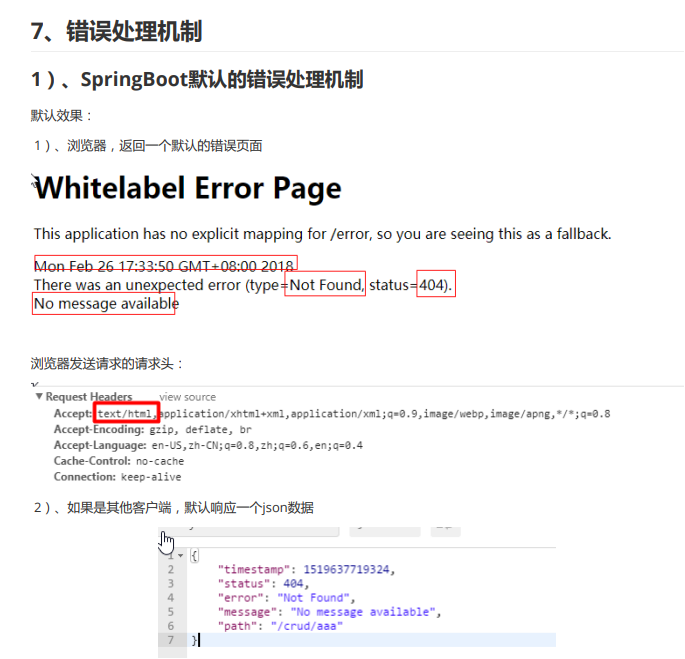 7、错误处理机制
1）、SpringBoot默认的错误处理机制
默认效果：
1）、浏览器，返回一个默认的错误页面
Whitelabel Error Page
This application has no explicit mapping for /error, so you are seeing this as a fallback.
Mon Feb 26 17:33:50 GMT+08:00 2018
There was an unexpected error (type=Not Found, status=404).
No message available
浏览器发送请求的请求头：
▼ Request Headers view source
Accept: text/html,application/xhtml+xml,application/xml;q=0.9,image/webp,image/apng,*/*;q=0.8
Accept-Encoding: gzip, deflate, br
Accept-Language: en-US,zh-CN;q=0.8,zh;q=0.6,en;q=0.4
Cache-Control: no-cache
Connection: keep-alive
2）、如果是其他客户端，默认响应一个json数据
1 {
2 "timestamp": 1519637719324,
3 "status": 404,
4 "error": "Not Found",
5 "message": "No message available",
6 "path": "/crud/aaa"
7 }